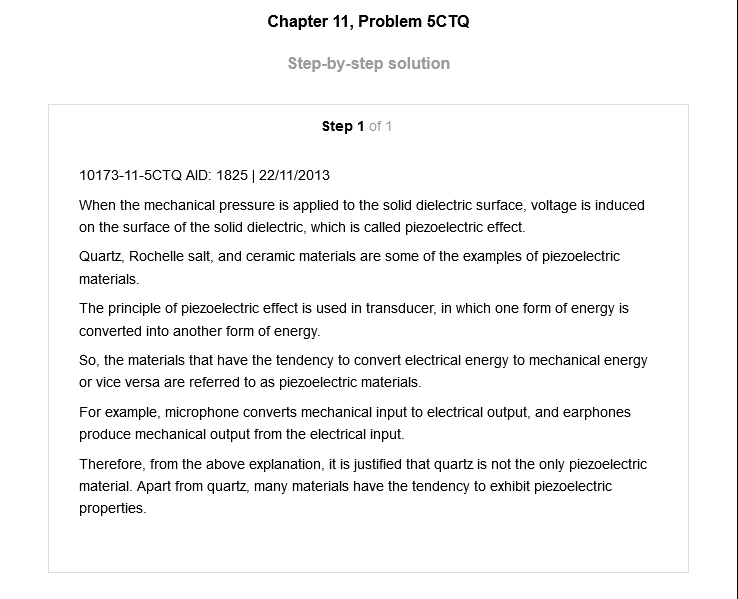 Chapter 11, Problem 5CTQ
Step-by-step solution
Step 1 of 1
10173-11-5CTQ AID: 1825 | 22/11/2013
When the mechanical pressure is applied to the solid dielectric surface, voltage is induced
on the surface of the solid dielectric, which is called piezoelectric effect.
Quartz, Rochelle salt, and ceramic materials are some of the examples of piezoelectric
materials.
The principle of piezoelectric effect is used in transducer, in which one form of energy is
converted into another form of energy.
So, the materials that have the tendency to convert electrical energy to mechanical energy
or vice versa are referred to as piezoelectric materials.
For example, microphone converts mechanical input to electrical output, and earphones
produce mechanical output from the electrical input.
Therefore, from the above explanation, it is justified that quartz is not the only piezoelectric
material. Apart from quartz, many materials have the tendency to exhibit piezoelectric
properties.